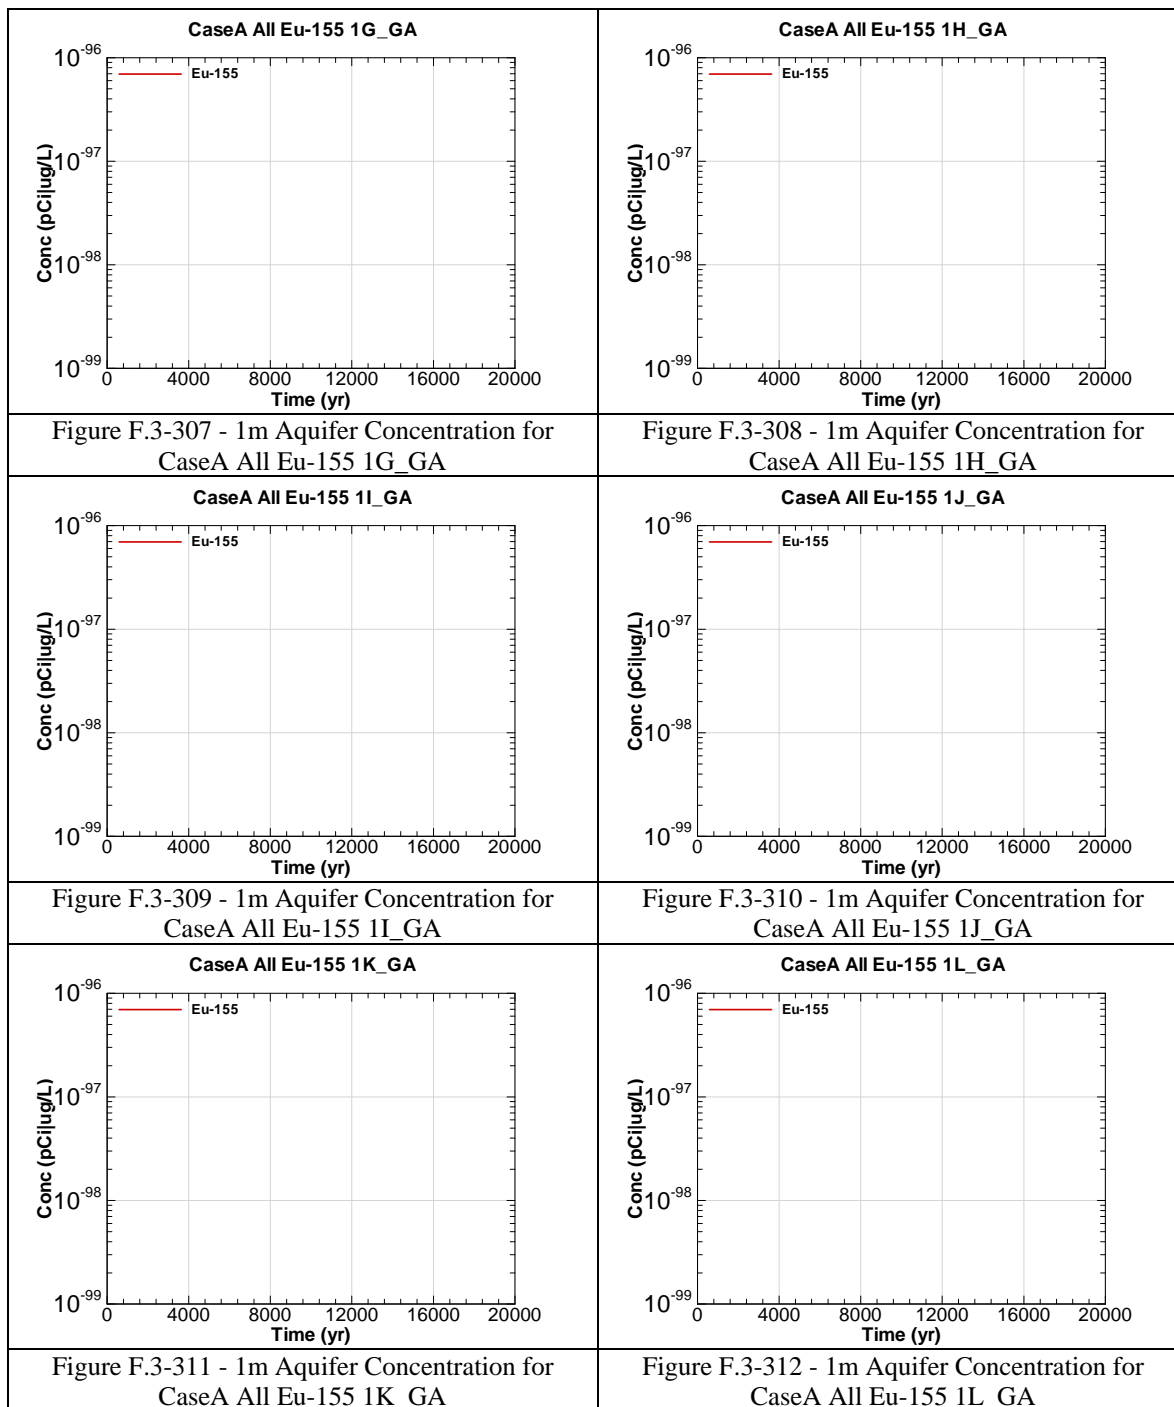 CaseA All Eu-155 1G_GA
10-96
Eu-155
10-97
10-98
10-99
Conc (pCi|ug/L)
0 4000 8000 12000 16000 20000
Time (yr)
Figure F.3-307 - 1m Aquifer Concentration for
CaseA All Eu-155 1G_GA
CaseA All Eu-155 1H_GA
10-96
Eu-155
10-97
10-98
10-99
Conc (pCi|ug/L)
0 4000 8000 12000 16000 20000
Time (yr)
Figure F.3-308 - 1m Aquifer Concentration for
CaseA All Eu-155 1H_GA
CaseA All Eu-155 1I_GA
10-96
Eu-155
10-97
10-98
10-99
Conc (pCi|ug/L)
0 4000 8000 12000 16000 20000
Time (yr)
Figure F.3-309 - 1m Aquifer Concentration for
CaseA All Eu-155 1I_GA
CaseA All Eu-155 1J_GA
10-96
Eu-155
10-97
10-98
10-99
Conc (pCi|ug/L)
0 4000 8000 12000 16000 20000
Time (yr)
Figure F.3-310 - 1m Aquifer Concentration for
CaseA All Eu-155 1J_GA
CaseA All Eu-155 1K_GA
10-96
Eu-155
10-97
10-98
10-99
Conc (pCi|ug/L)
0 4000 8000 12000 16000 20000
Time (yr)
Figure F.3-311 - 1m Aquifer Concentration for
CaseA All Eu-155 1K_GA
CaseA All Eu-155 1L_GA
10-96
Eu-155
10-97
10-98
10-99
Conc (pCi|ug/L)
0 4000 8000 12000 16000 20000
Time (yr)
Figure F.3-312 - 1m Aquifer Concentration for
CaseA All Eu-155 1L_GA